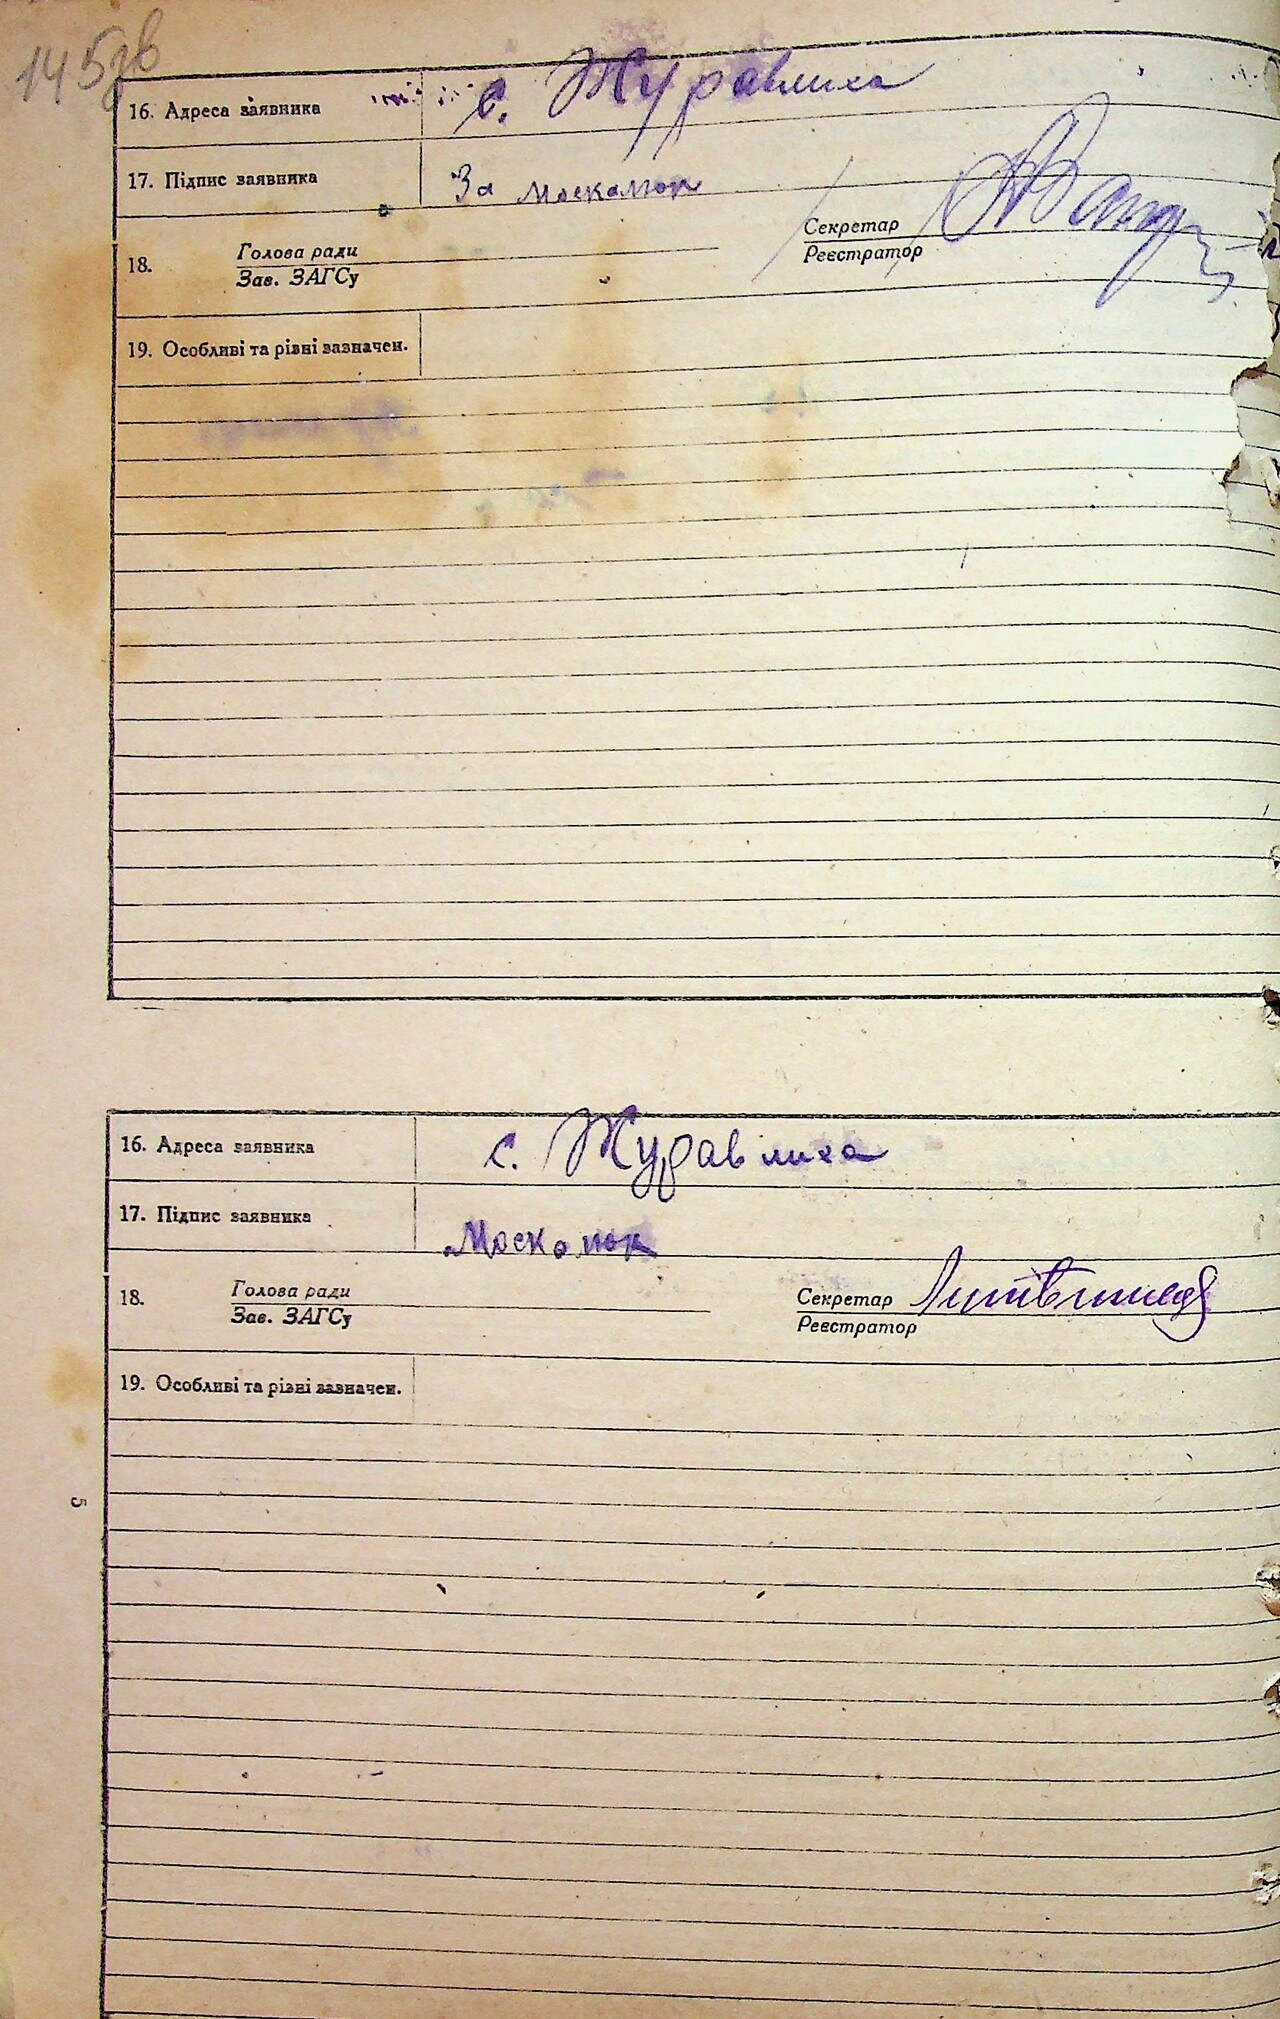 145зв
16. Адреса заявника с. Журавлиха
17. Підпис заявника За Москалюк
18. Голова ради Секретар
Зав. ЗАГСу Реєстратор
19. Особливі та різні зазначен.
16. Адреса заявника с. Журавлиха
17. Підпис заявника Москалюк
18. Голова ради Секретар
Зав. ЗАГСу Реєстратор
19. Особливі та різні зазначен.
5